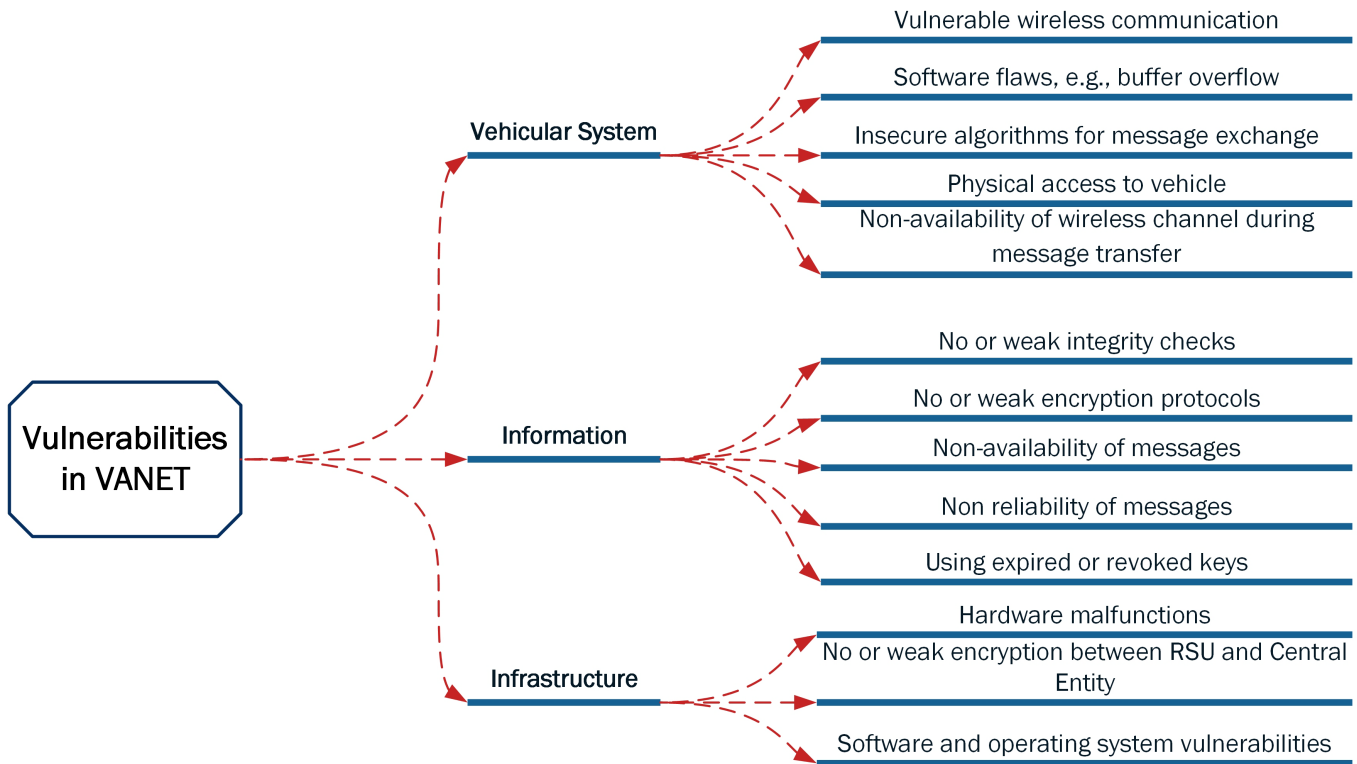 Vulnerabilities
in VANET
Vehicular System
Vulnerable wireless communication
Software flaws, e.g., buffer overflow
Insecure algorithms for message exchange
Physical access to vehicle
Non-availability of wireless channel during
message transfer
Information
No or weak integrity checks
No or weak encryption protocols
Non-availability of messages
Non reliability of messages
Using expired or revoked keys
Infrastructure
Hardware malfunctions
No or weak encryption between RSU and Central
Entity
Software and operating system vulnerabilities